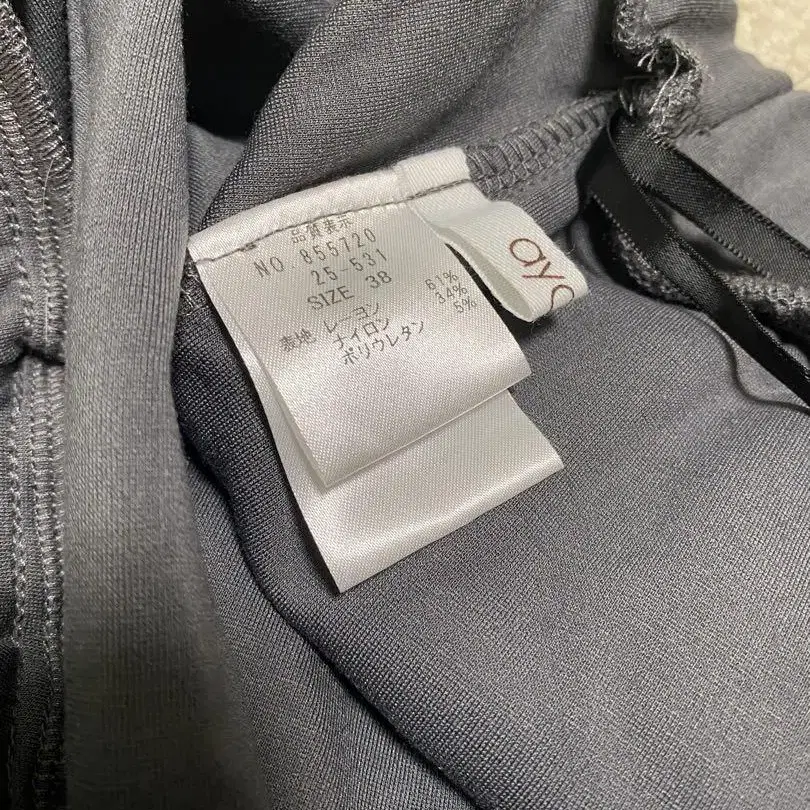 品質表示
NO 855720
25-531
SIZE 38
表地 レーヨン 61%
ナイロン 34%
ポリウレタン 5%
ays